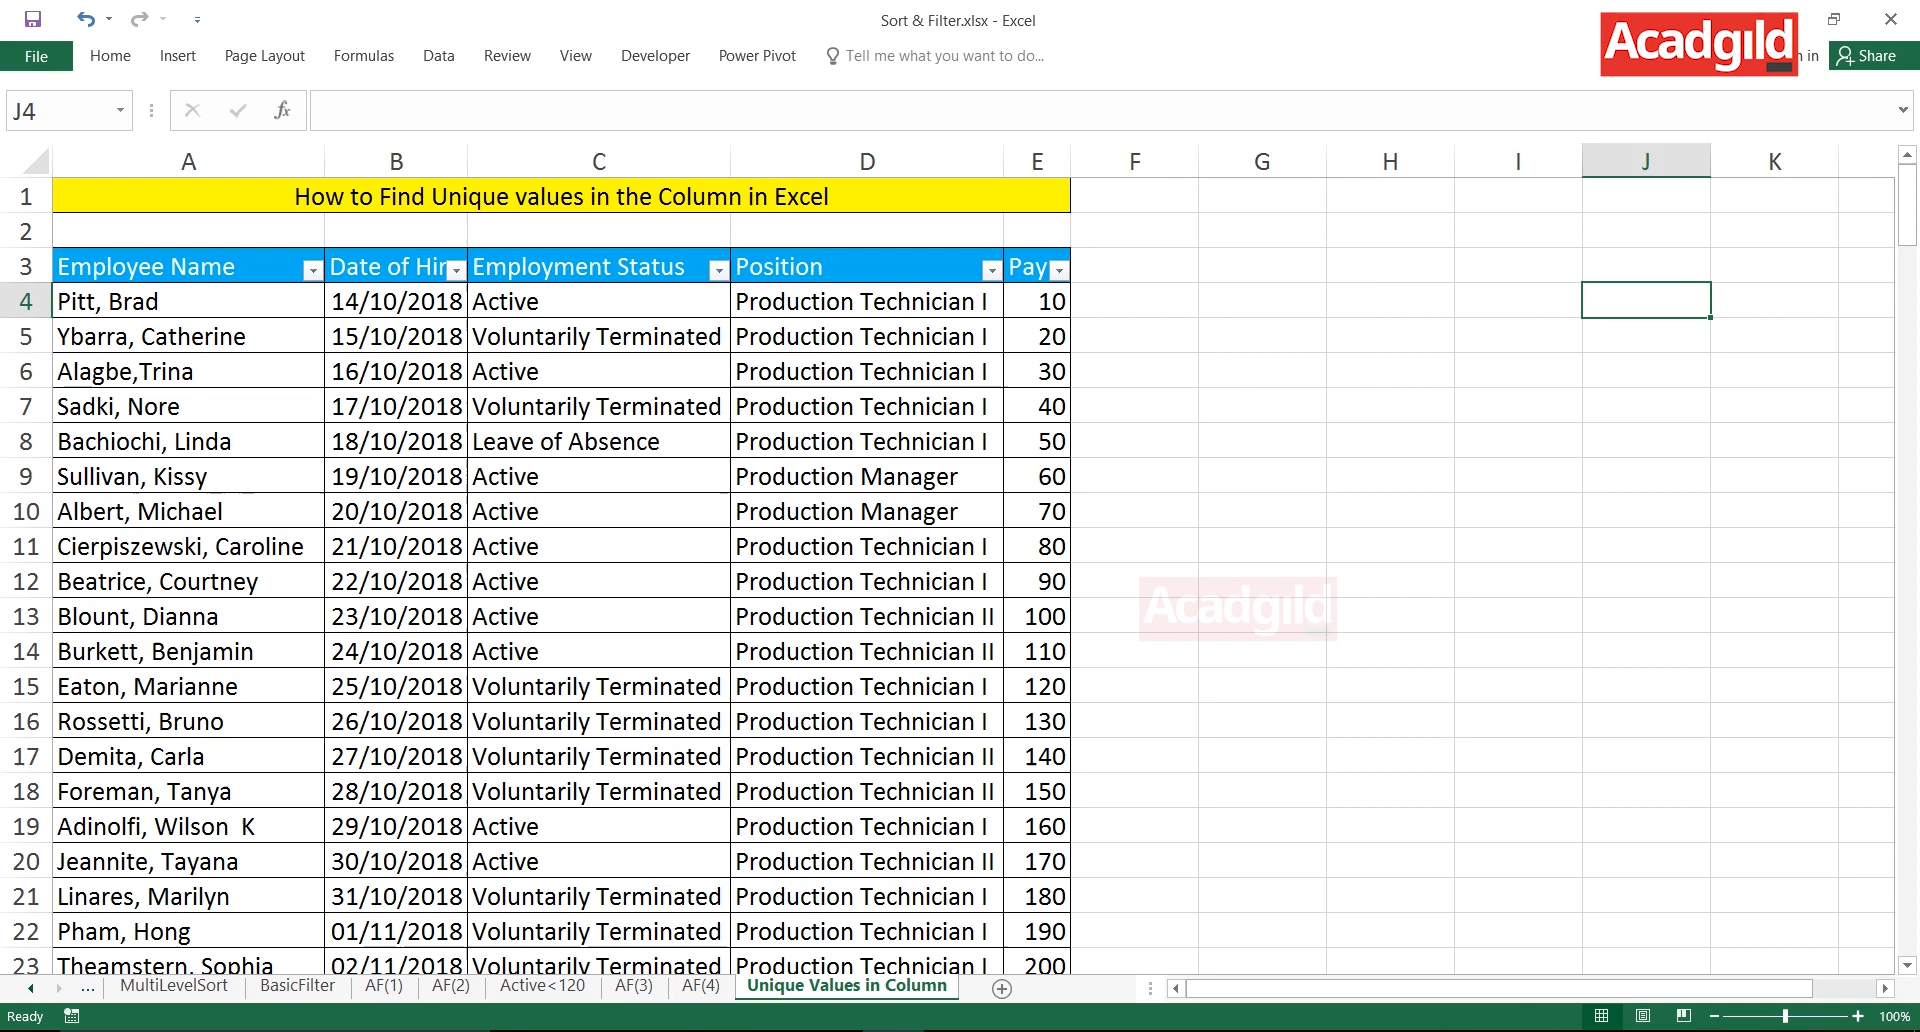 Sort & Filter.xlsx - Excel
Acadgild
File Home Insert Page Layout Formulas Data Review View Developer Power Pivot Tell me what you want to do... in Share
J4 fx
A B C D E F G H I J K
1 How to Find Unique values in the Column in Excel
2
3 Employee Name Date of Hir Employment Status Position Pay
4 Pitt, Brad 14/10/2018 Active Production Technician I 10
5 Ybarra, Catherine 15/10/2018 Voluntarily Terminated Production Technician I 20
6 Alagbe,Trina 16/10/2018 Active Production Technician I 30
7 Sadki, Nore 17/10/2018 Voluntarily Terminated Production Technician I 40
8 Bachiochi, Linda 18/10/2018 Leave of Absence Production Technician I 50
9 Sullivan, Kissy 19/10/2018 Active Production Manager 60
10 Albert, Michael 20/10/2018 Active Production Manager 70
11 Cierpiszewski, Caroline 21/10/2018 Active Production Technician I 80
12 Beatrice, Courtney 22/10/2018 Active Production Technician I 90
13 Blount, Dianna 23/10/2018 Active Production Technician II 100
14 Burkett, Benjamin 24/10/2018 Active Production Technician II 110
15 Eaton, Marianne 25/10/2018 Voluntarily Terminated Production Technician I 120
16 Rossetti, Bruno 26/10/2018 Voluntarily Terminated Production Technician I 130
17 Demita, Carla 27/10/2018 Voluntarily Terminated Production Technician II 140
18 Foreman, Tanya 28/10/2018 Voluntarily Terminated Production Technician II 150
19 Adinolfi, Wilson  K 29/10/2018 Active Production Technician I 160
20 Jeannite, Tayana 30/10/2018 Active Production Technician II 170
21 Linares, Marilyn 31/10/2018 Voluntarily Terminated Production Technician I 180
22 Pham, Hong 01/11/2018 Voluntarily Terminated Production Technician I 190
23 Theamstern, Sophia 02/11/2018 Voluntarily Terminated Production Technician I 200
Acadgild
... MultiLevelSort BasicFilter AF(1) AF(2) Active<120 AF(3) AF(4) Unique Values in Column
Ready 100%